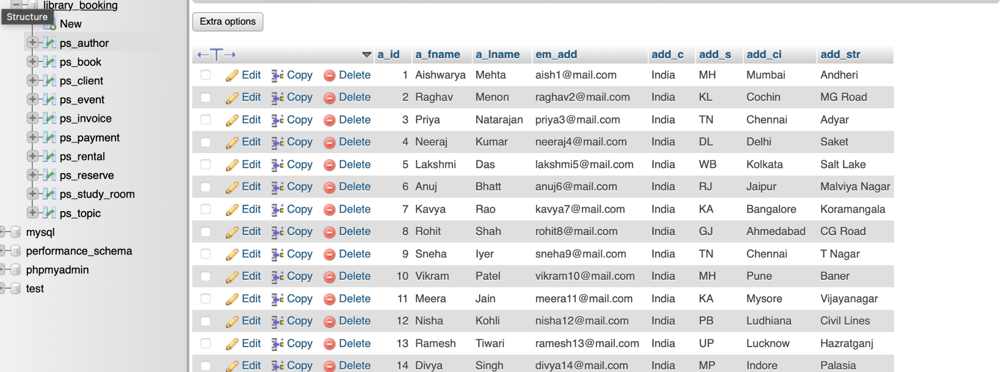 library_booking
Structure
New
ps_author
ps_book
ps_client
ps_event
ps_invoice
ps_payment
ps_rental
ps_reserve
ps_study_room
ps_topic
mysql
performance_schema
phpmyadmin
test
Extra options
←T→ a_id a_fname a_lname em_add add_c add_s add_ci add_str
Edit Copy Delete 1 Aishwarya Mehta aish1@mail.com India MH Mumbai Andheri
Edit Copy Delete 2 Raghav Menon raghav2@mail.com India KL Cochin MG Road
Edit Copy Delete 3 Priya Natarajan priya3@mail.com India TN Chennai Adyar
Edit Copy Delete 4 Neeraj Kumar neeraj4@mail.com India DL Delhi Saket
Edit Copy Delete 5 Lakshmi Das lakshmi5@mail.com India WB Kolkata Salt Lake
Edit Copy Delete 6 Anuj Bhatt anuj6@mail.com India RJ Jaipur Malviya Nagar
Edit Copy Delete 7 Kavya Rao kavya7@mail.com India KA Bangalore Koramangala
Edit Copy Delete 8 Rohit Shah rohit8@mail.com India GJ Ahmedabad CG Road
Edit Copy Delete 9 Sneha Iyer sneha9@mail.com India TN Chennai T Nagar
Edit Copy Delete 10 Vikram Patel vikram10@mail.com India MH Pune Baner
Edit Copy Delete 11 Meera Jain meera11@mail.com India KA Mysore Vijayanagar
Edit Copy Delete 12 Nisha Kohli nisha12@mail.com India PB Ludhiana Civil Lines
Edit Copy Delete 13 Ramesh Tiwari ramesh13@mail.com India UP Lucknow Hazratganj
Edit Copy Delete 14 Divya Singh divya14@mail.com India MP Indore Palasia